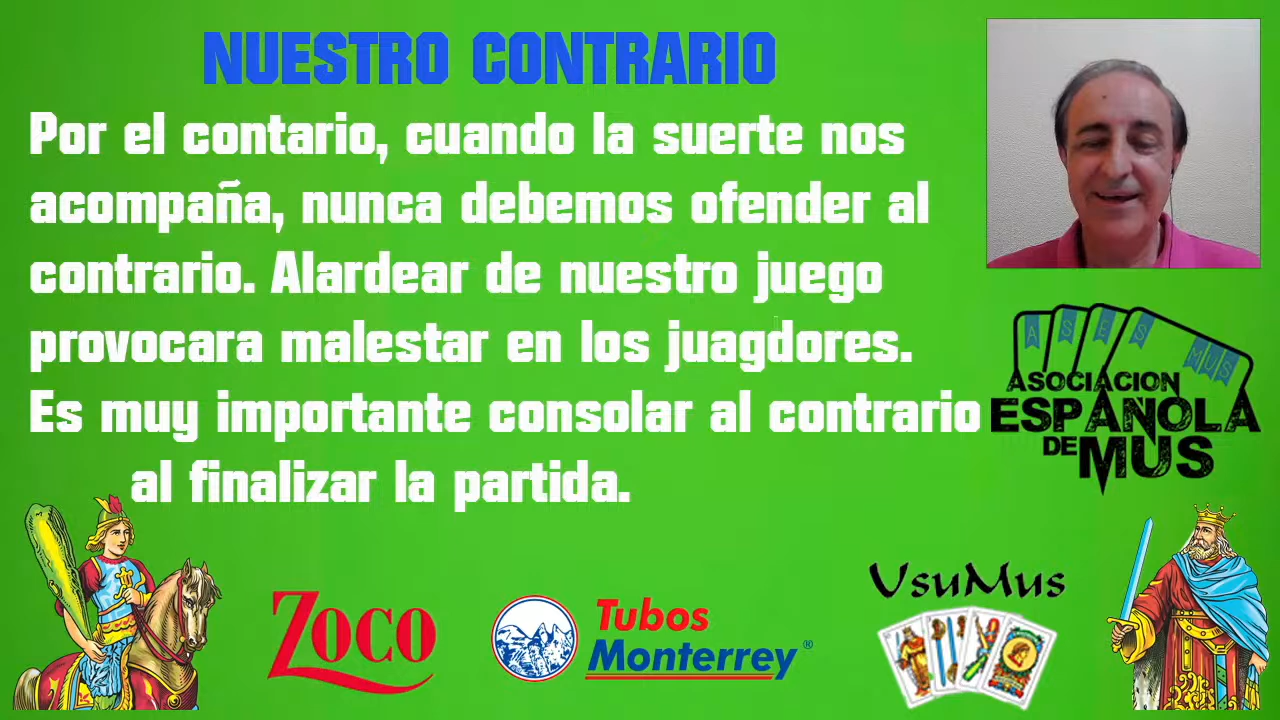 NUESTRO CONTRARIO
Por el contario, cuando la suerte nos
acompaña, nunca debemos ofender al
contrario. Alardear de nuestro juego
provocara malestar en los juagdores.
Es muy importante consolar al contrario
al finalizar la partida.
A S E S MUS
ASOCIACION
ESPAÑOLA
DE MUS
ZOCO
Tubos
Monterrey®
UsuMus